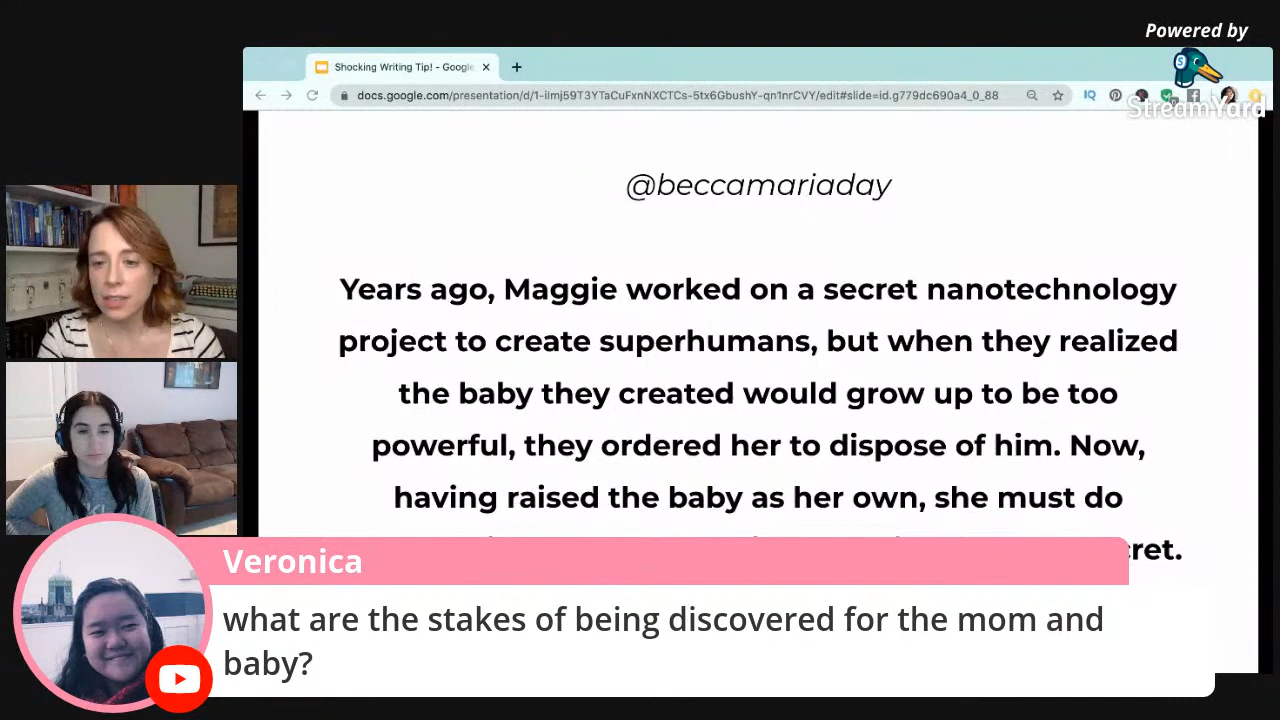 Powered by
StreamYard
Shocking Writing Tip! - Google
docs.google.com/presentation/d/1-iImj59T3YTaCuFxnNXCTCs-5tx6GbushY-qn1nrCVY/edit#slide=id.g779dc690a4_0_88
@beccamariaday
Years ago, Maggie worked on a secret nanotechnology
project to create superhumans, but when they realized
the baby they created would grow up to be too
powerful, they ordered her to dispose of him. Now,
having raised the baby as her own, she must do
cret.
Veronica
what are the stakes of being discovered for the mom and
baby?